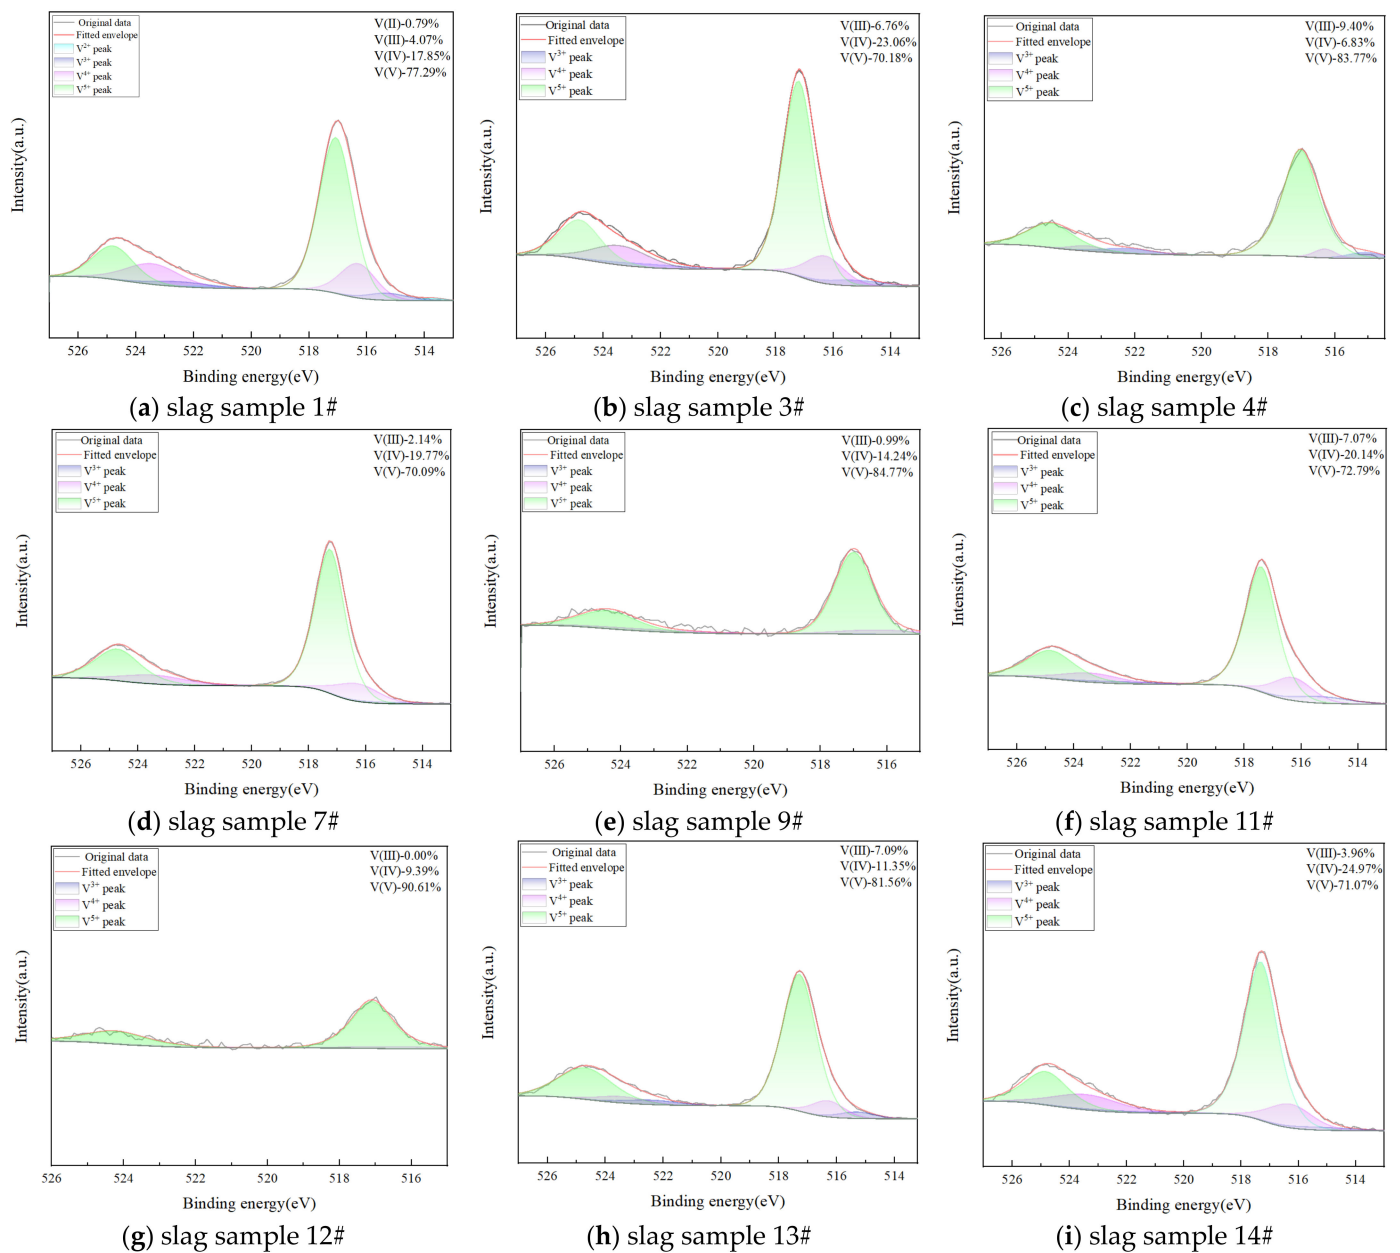 Original data
Fitted envelope
V2+ peak
V3+ peak
V4+ peak
V5+ peak
V(II)-0.79%
V(III)-4.07%
V(IV)-17.85%
V(V)-77.29%
Intensity(a.u.)
526 524 522 520 518 516 514
Binding energy(eV)
(a) slag sample 1#
Original data
Fitted envelope
V3+ peak
V4+ peak
V5+ peak
V(III)-6.76%
V(IV)-23.06%
V(V)-70.18%
Intensity(a.u.)
526 524 522 520 518 516 514
Binding energy(eV)
(b) slag sample 3#
Original data
Fitted envelope
V3+ peak
V4+ peak
V5+ peak
V(III)-9.40%
V(IV)-6.83%
V(V)-83.77%
Intensity(a.u.)
526 524 522 520 518 516
Binding energy(eV)
(c) slag sample 4#
Original data
Fitted envelope
V3+ peak
V4+ peak
V5+ peak
V(III)-2.14%
V(IV)-19.77%
V(V)-70.09%
Intensity(a.u.)
526 524 522 520 518 516 514
Binding energy(eV)
(d) slag sample 7#
Original data
Fitted envelope
V3+ peak
V4+ peak
V5+ peak
V(III)-0.99%
V(IV)-14.24%
V(V)-84.77%
Intensity(a.u.)
526 524 522 520 518 516
Binding energy(eV)
(e) slag sample 9#
Original data
Fitted envelope
V3+ peak
V4+ peak
V5+ peak
V(III)-7.07%
V(IV)-20.14%
V(V)-72.79%
Intensity(a.u.)
526 524 522 520 518 516 514
Binding energy(eV)
(f) slag sample 11#
Original data
Fitted envelope
V3+ peak
V4+ peak
V5+ peak
V(III)-0.00%
V(IV)-9.39%
V(V)-90.61%
Intensity(a.u.)
526 524 522 520 518 516
Binding energy(eV)
(g) slag sample 12#
Original data
Fitted envelope
V3+ peak
V4+ peak
V5+ peak
V(III)-7.09%
V(IV)-11.35%
V(V)-81.56%
Intensity(a.u.)
526 524 522 520 518 516 514
Binding energy(eV)
(h) slag sample 13#
Original data
Fitted envelope
V3+ peak
V4+ peak
V5+ peak
V(III)-3.96%
V(IV)-24.97%
V(V)-71.07%
Intensity(a.u.)
526 524 522 520 518 516 514
Binding energy(eV)
(i) slag sample 14#